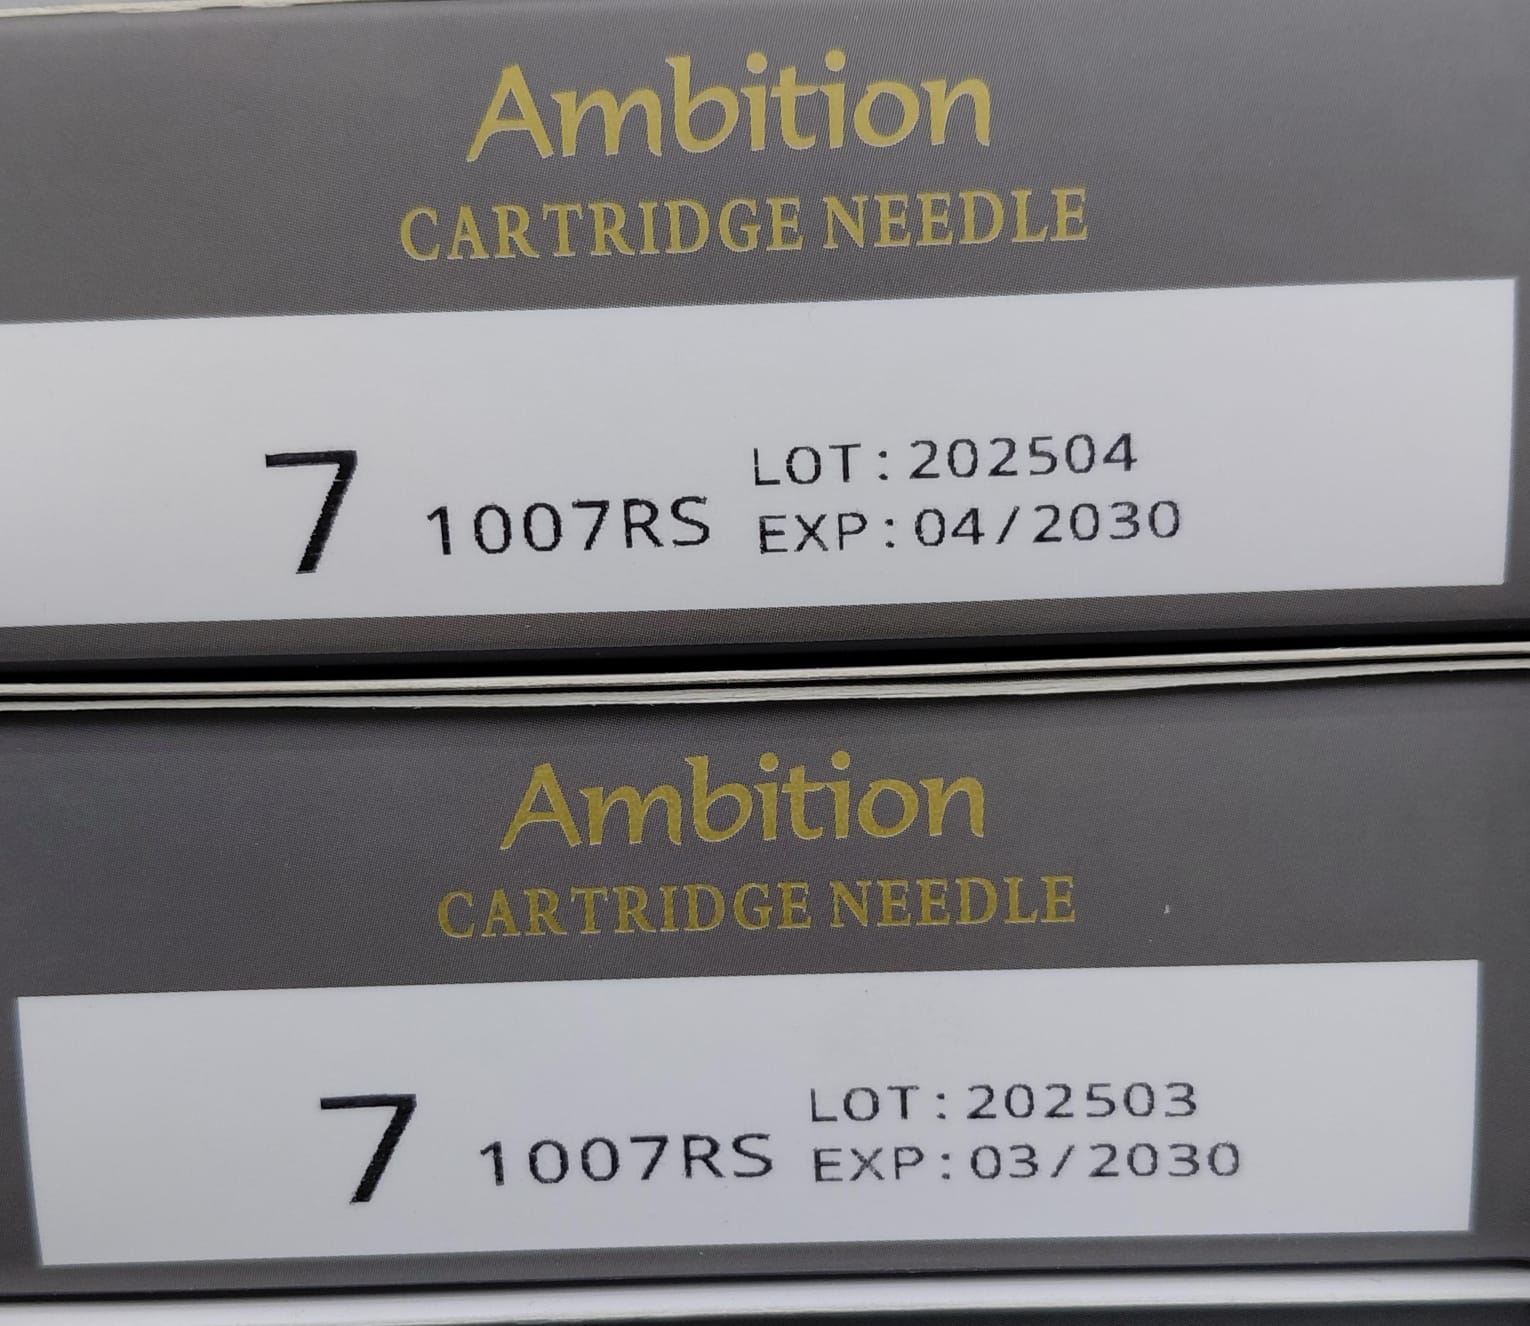 Ambition
CARTRIDGE NEEDLE
7 1007RS LOT:202504
EXP:04/2030
Ambition
CARTRIDGE NEEDLE
7 1007RS LOT:202503
EXP:03/2030